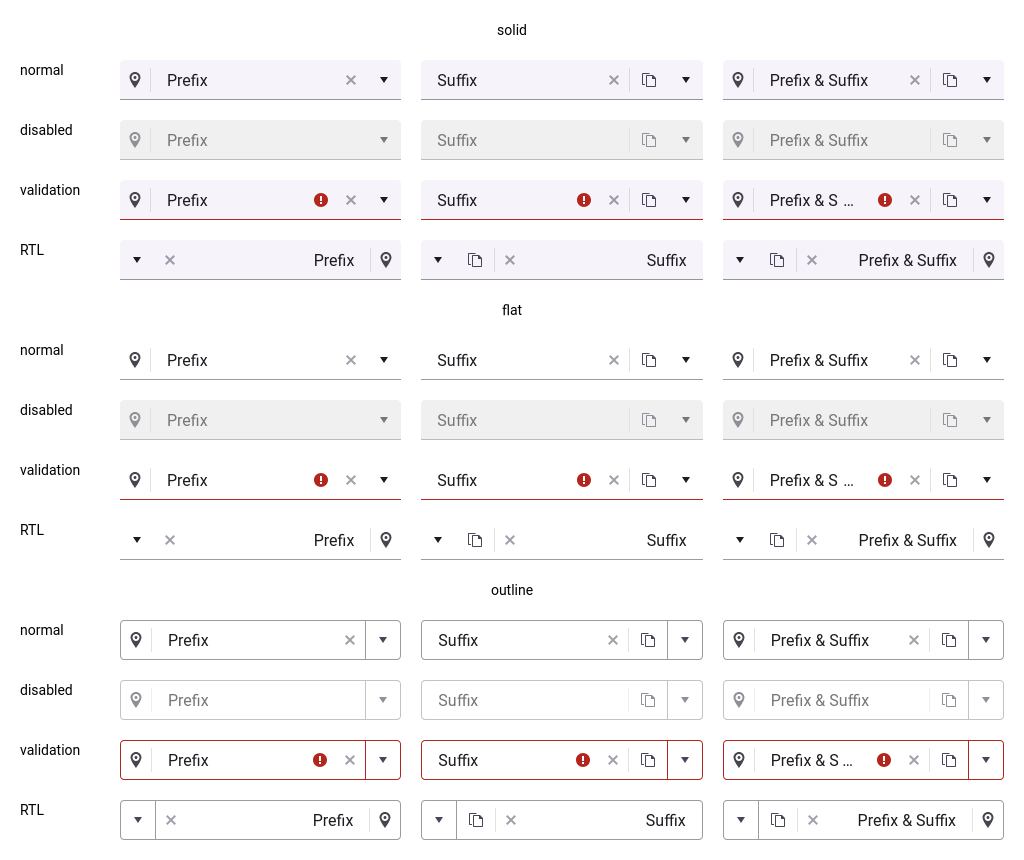 solid
normal Prefix Suffix Prefix & Suffix
disabled Prefix Suffix Prefix & Suffix
validation Prefix Suffix Prefix & S ...
RTL Prefix Suffix Prefix & Suffix
flat
normal Prefix Suffix Prefix & Suffix
disabled Prefix Suffix Prefix & Suffix
validation Prefix Suffix Prefix & S ...
RTL Prefix Suffix Prefix & Suffix
outline
normal Prefix Suffix Prefix & Suffix
disabled Prefix Suffix Prefix & Suffix
validation Prefix Suffix Prefix & S ...
RTL Prefix Suffix Prefix & Suffix